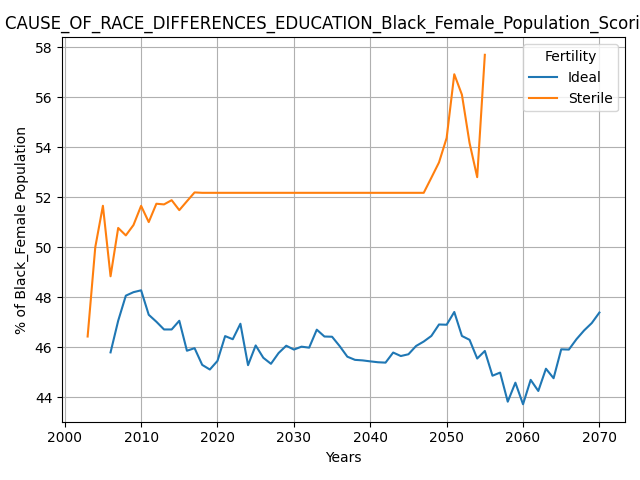 CAUSE_OF_RACE_DIFFERENCES_EDUCATION_Black_Female_Population_Scori
58
56
54
52
50
48
46
44
% of Black_Female Population
Fertility
Ideal
Sterile
2000 2010 2020 2030 2040 2050 2060 2070
Years